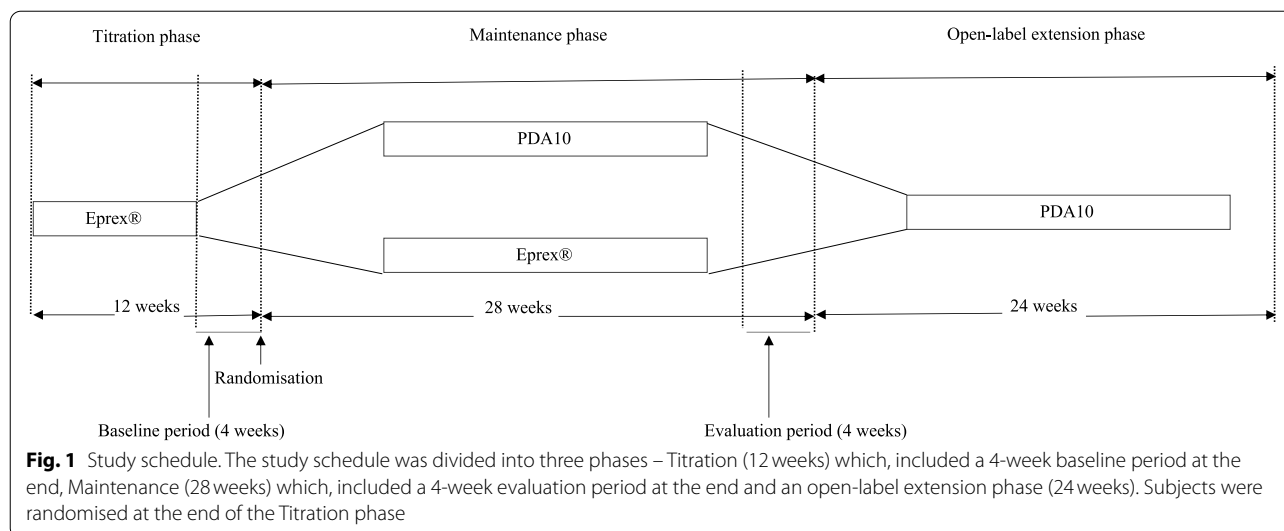 Titration phase
Maintenance phase
Open-label extension phase
PDA10
Eprex®
PDA10
Eprex®
12 weeks
28 weeks
24 weeks
Randomisation
Baseline period (4 weeks)
Evaluation period (4 weeks)
Fig. 1 Study schedule. The study schedule was divided into three phases – Titration (12 weeks) which, included a 4-week baseline period at the
end, Maintenance (28 weeks) which, included a 4-week evaluation period at the end and an open-label extension phase (24 weeks). Subjects were
randomised at the end of the Titration phase